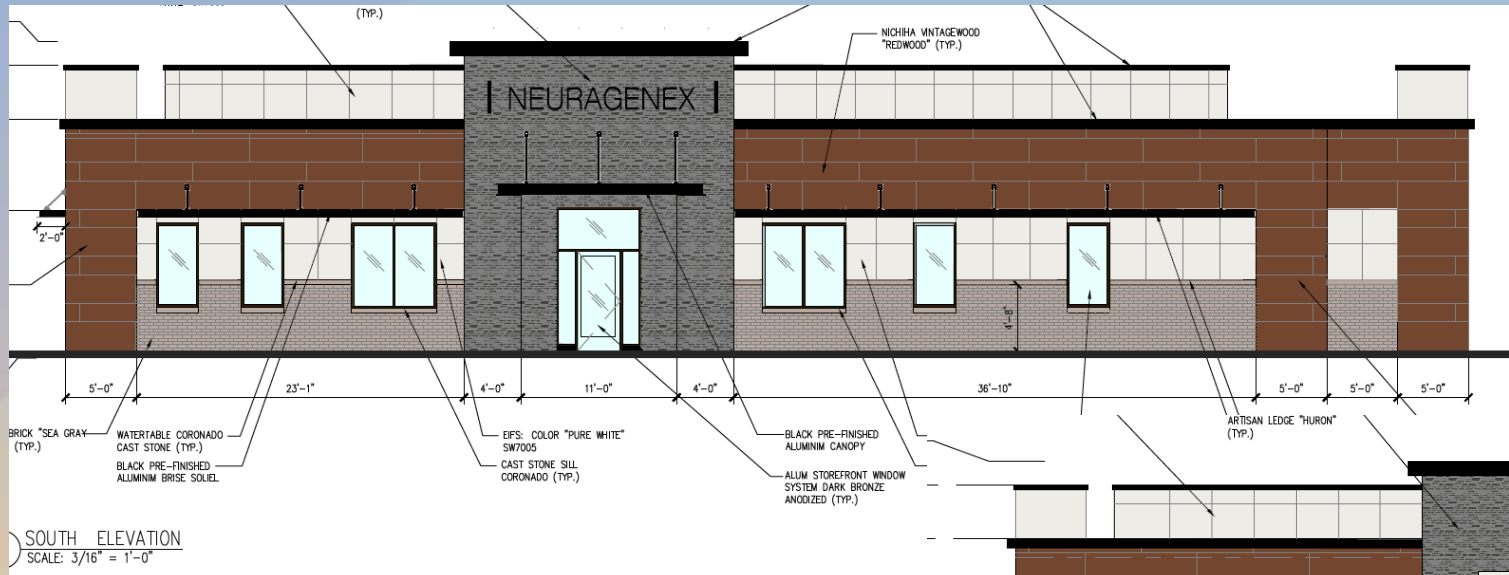 (TYP.)
NICHIHA VINTAGEWOOD
"REDWOOD" (TYP.)
NEURAGENEX
2'-0"
4'-8"
5'-0"
23'-1"
4'-0"
11'-0"
4'-0"
36'-10"
5'-0"
5'-0"
5'-0"
BRICK "SEA GRAY
(TYP.)
WATERTABLE CORONADO
CAST STONE (TYP.)
BLACK PRE-FINISHED
ALUMINIM BRISE SOLIEL
EIFS: COLOR "PURE WHITE"
SW7005
CAST STONE SILL
CORONADO (TYP.)
BLACK PRE-FINISHED
ALUMINIM CANOPY
ALUM STOREFRONT WINDOW
SYSTEM DARK BRONZE
ANODIZED (TYP.)
ARTISAN LEDGE "HURON"
(TYP.)
SOUTH ELEVATION
SCALE: 3/16" = 1'-0"